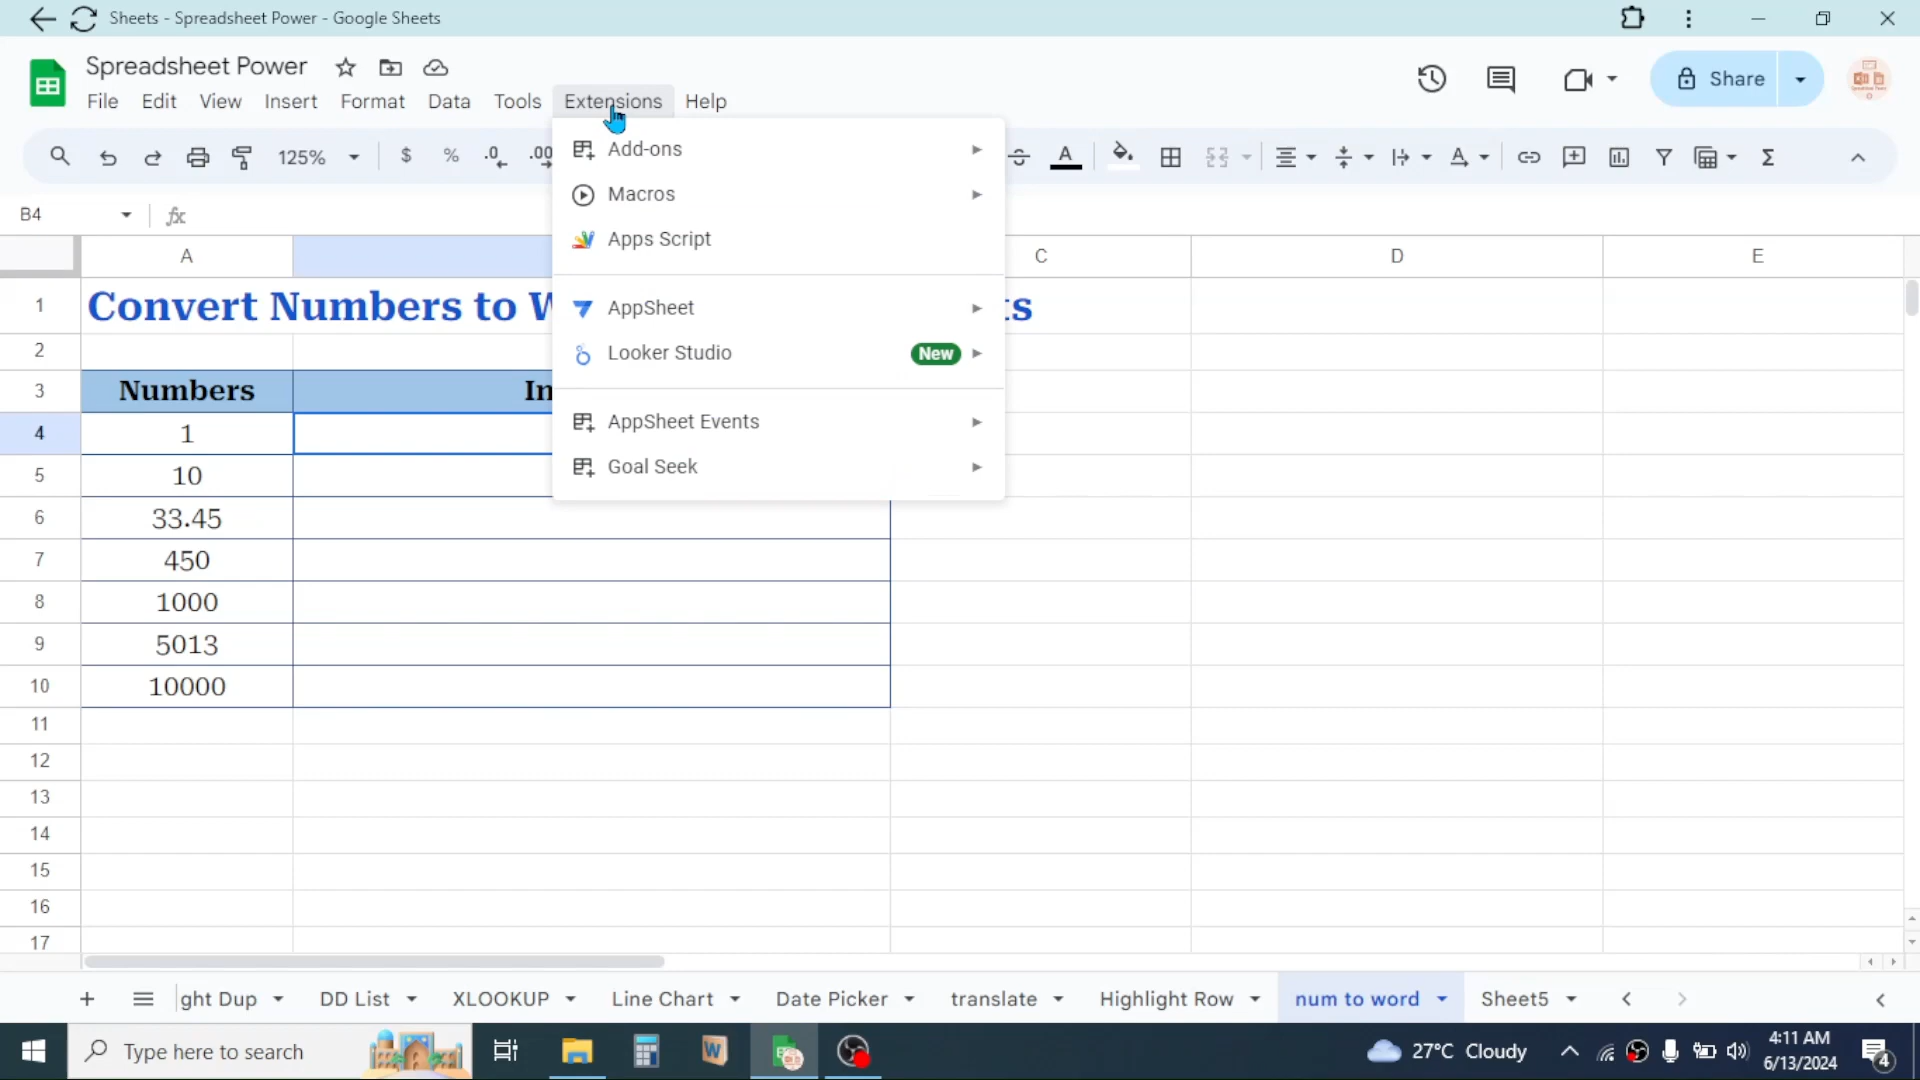 Sheets - Spreadsheet Power - Google Sheets
Spreadsheet Power
File Edit View Insert Format Data Tools Extensions Help
Share
125% $ % .0 .00
Add-ons
Macros
Apps Script
AppSheet
Looker Studio New
AppSheet Events
Goal Seek
B4 fx
A C D E
1 Convert Numbers to
2
3 Numbers In
4 1
5 10
6 33.45
7 450
8 1000
9 5013
10 10000
11
12
13
14
15
16
17
ght Dup DD List XLOOKUP Line Chart Date Picker translate Highlight Row num to word Sheet5
Type here to search
27°C Cloudy
4:11 AM
6/13/2024
4